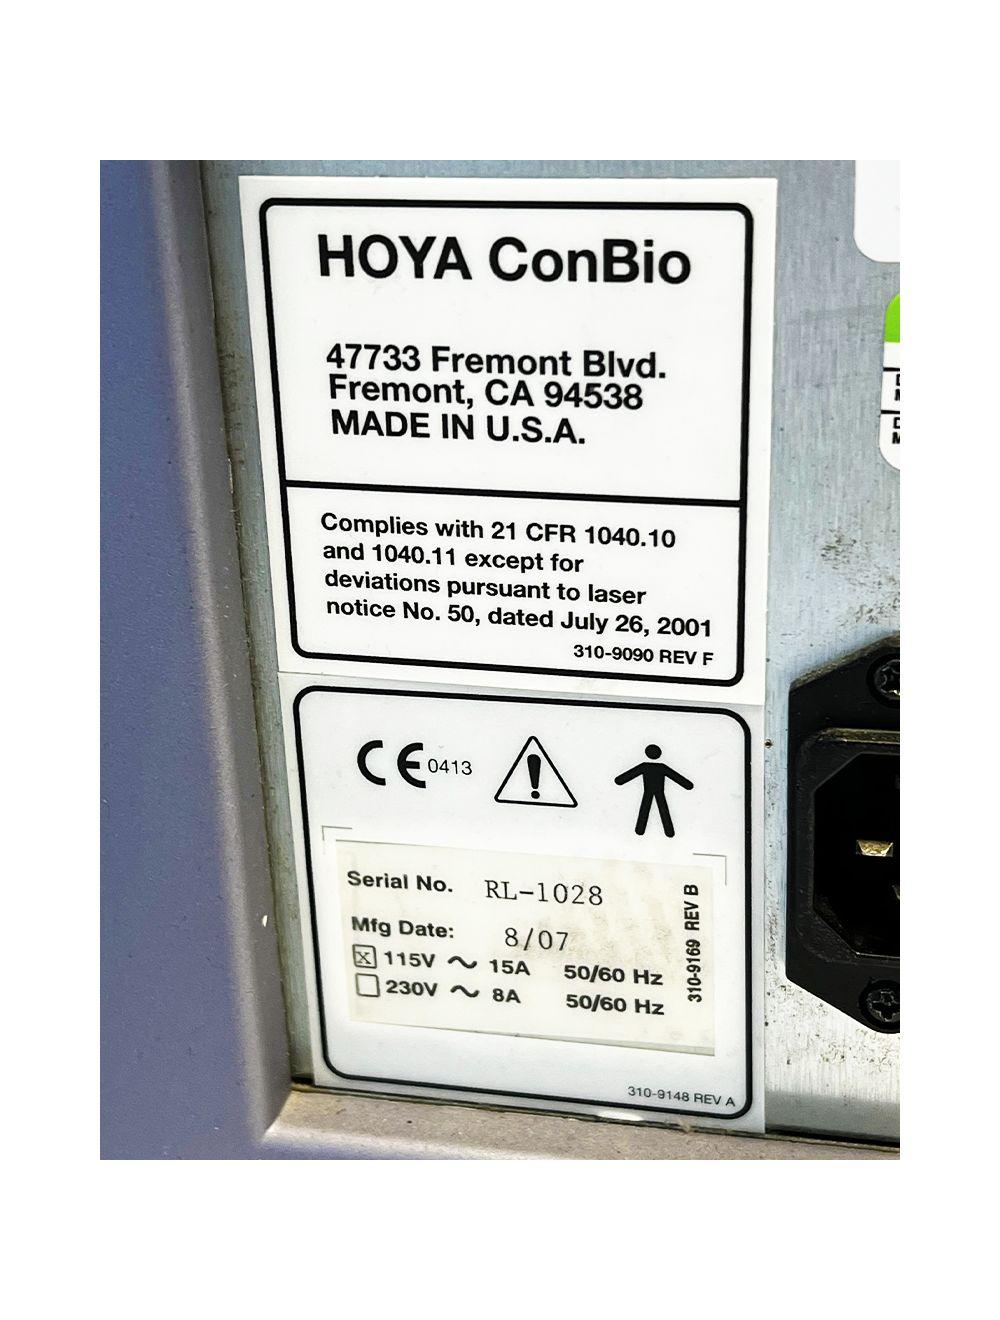 HOYA ConBio
47733 Fremont Blvd.
Fremont, CA 94538
MADE IN U.S.A.
Complies with 21 CFR 1040.10
and 1040.11 except for
deviations pursuant to laser
notice No. 50, dated July 26, 2001
310-9090 REV F
CE 0413
Serial No. RL-1028
Mfg Date: 8/07
X 115V ~ 15A 50/60 Hz
230V ~ 8A 50/60 Hz
310-9169 REV B
310-9148 REV A